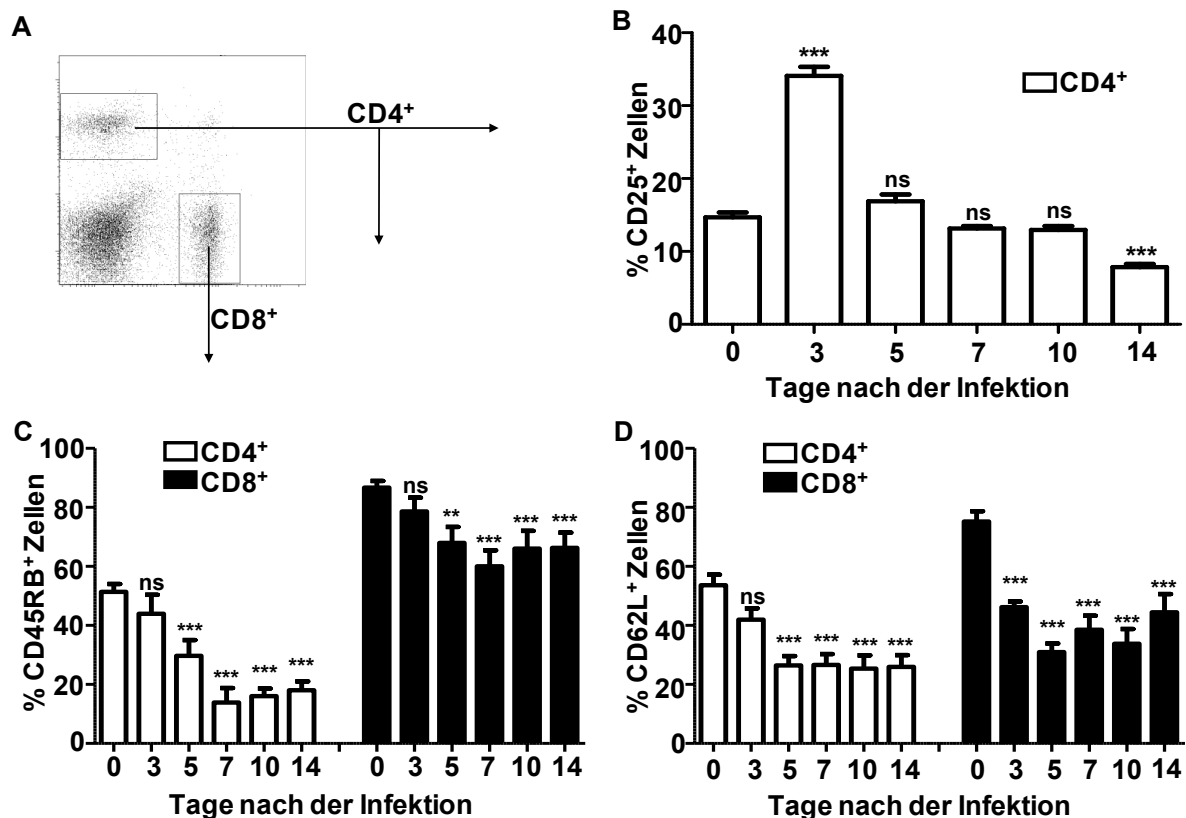 A
CD4⁺
CD8⁺
B
% CD25⁺ Zellen
40
30
20
10
0
***
ns
ns
ns
***
CD4⁺
0 3 5 7 10 14
Tage nach der Infektion
C
% CD45RB⁺ Zellen
100
80
60
40
20
0
CD4⁺
CD8⁺
ns *** *** *** ***
ns ** *** *** ***
0 3 5 7 10 14 0 3 5 7 10 14
Tage nach der Infektion
D
% CD62L⁺ Zellen
100
80
60
40
20
0
CD4⁺
CD8⁺
ns *** *** *** ***
*** *** *** *** ***
0 3 5 7 10 14 0 3 5 7 10 14
Tage nach der Infektion